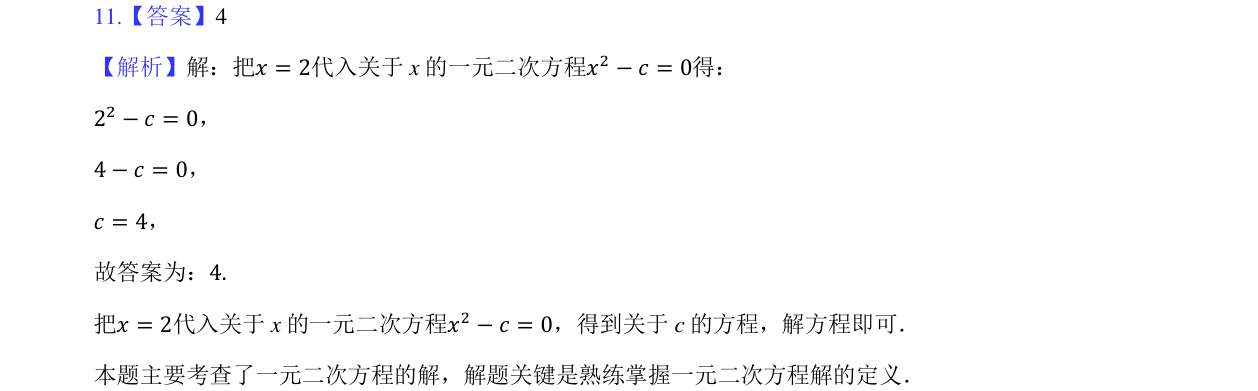 11.【答案】4
【解析】解：把x = 2代入关于 x 的一元二次方程x² − c = 0得：
2² − c = 0，
4 − c = 0，
c = 4，
故答案为：4.
把x = 2代入关于 x 的一元二次方程x² − c = 0，得到关于 c 的方程，解方程即可．
本题主要考查了一元二次方程的解，解题关键是熟练掌握一元二次方程解的定义．